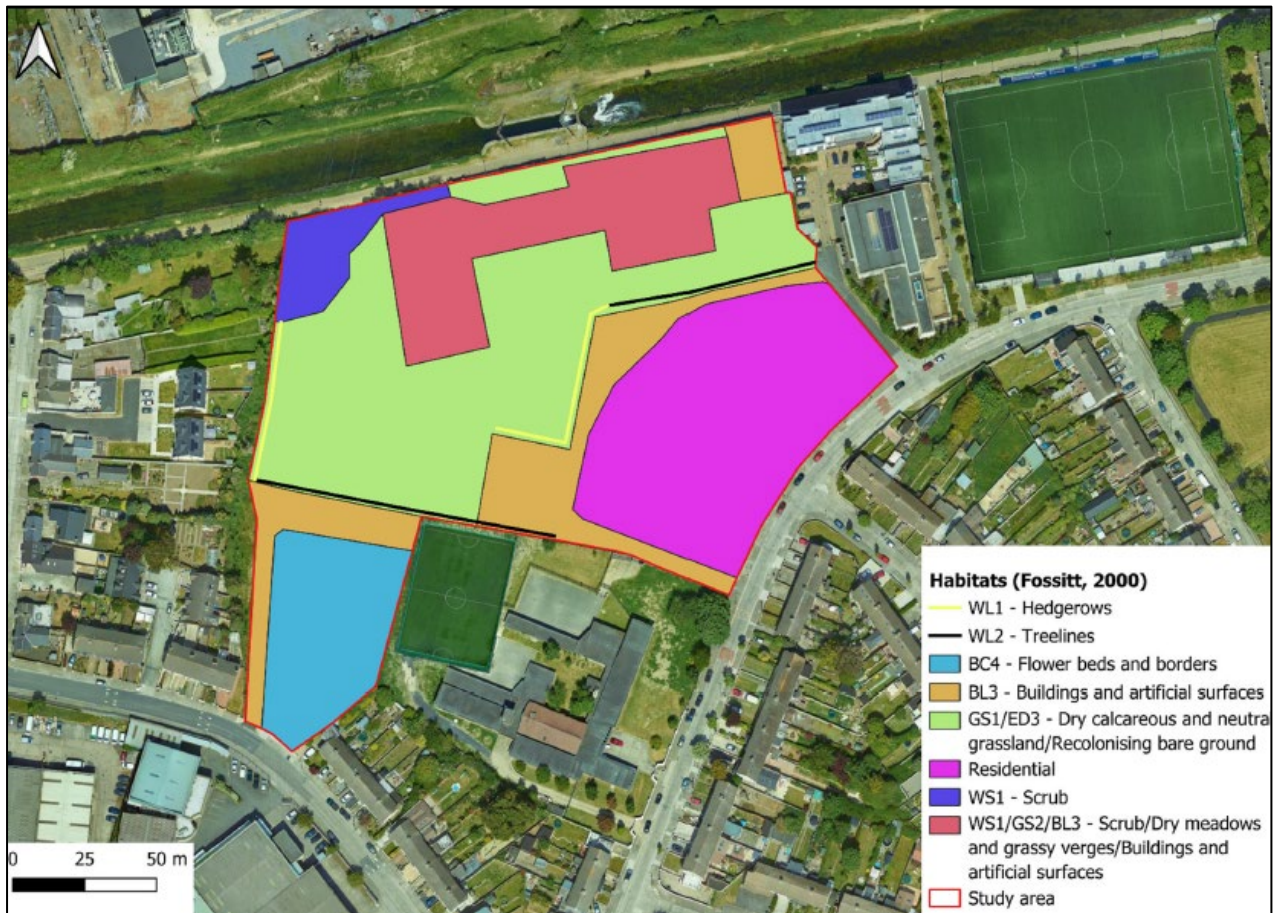 Habitats (Fossitt, 2000)
WL1 - Hedgerows
WL2 - Treelines
BC4 - Flower beds and borders
BL3 - Buildings and artificial surfaces
GS1/ED3 - Dry calcareous and neutra
grassland/Recolonising bare ground
Residential
WS1 - Scrub
WS1/GS2/BL3 - Scrub/Dry meadows
and grassy verges/Buildings and
artificial surfaces
Study area
0 25 50 m